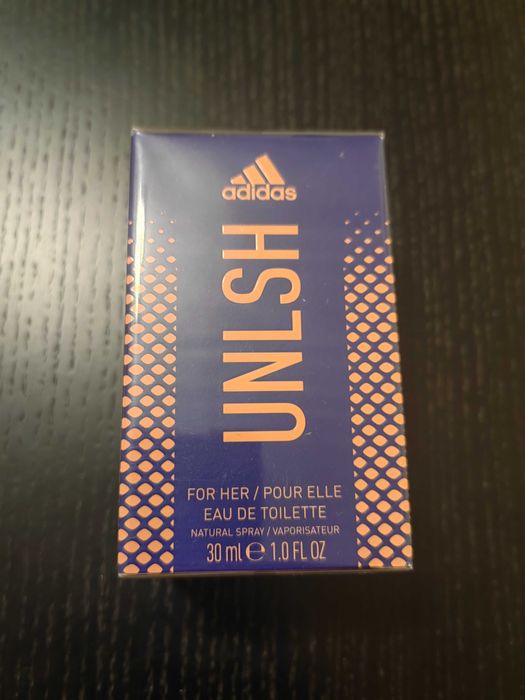 adidas
UNLSH
FOR HER / POUR ELLE
EAU DE TOILETTE
NATURAL SPRAY / VAPORISATEUR
30 ml ℮ 1.0 FL OZ